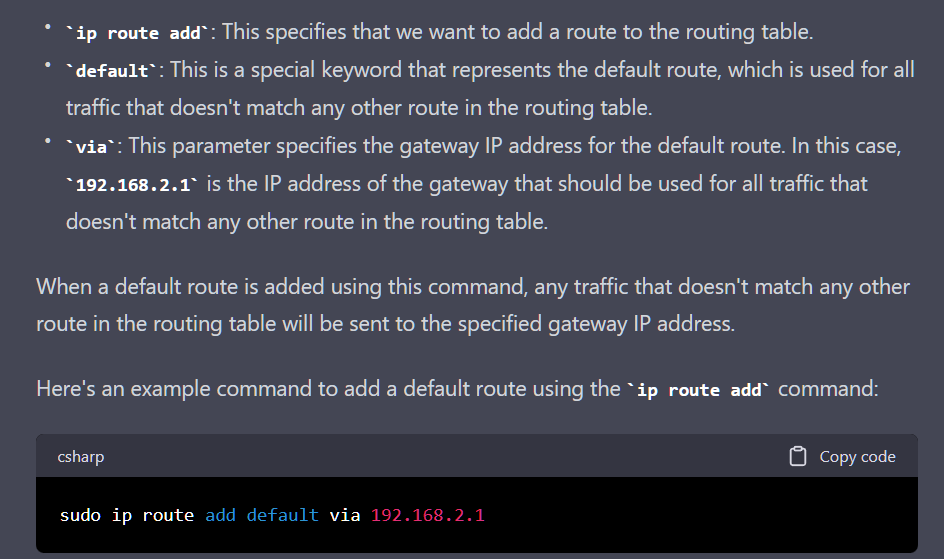 • `ip route add`: This specifies that we want to add a route to the routing table.
• `default`: This is a special keyword that represents the default route, which is used for all
traffic that doesn't match any other route in the routing table.
• `via`: This parameter specifies the gateway IP address for the default route. In this case,
`192.168.2.1` is the IP address of the gateway that should be used for all traffic that
doesn't match any other route in the routing table.
When a default route is added using this command, any traffic that doesn't match any other
route in the routing table will be sent to the specified gateway IP address.
Here's an example command to add a default route using the `ip route add` command:
csharp Copy code
sudo ip route add default via 192.168.2.1